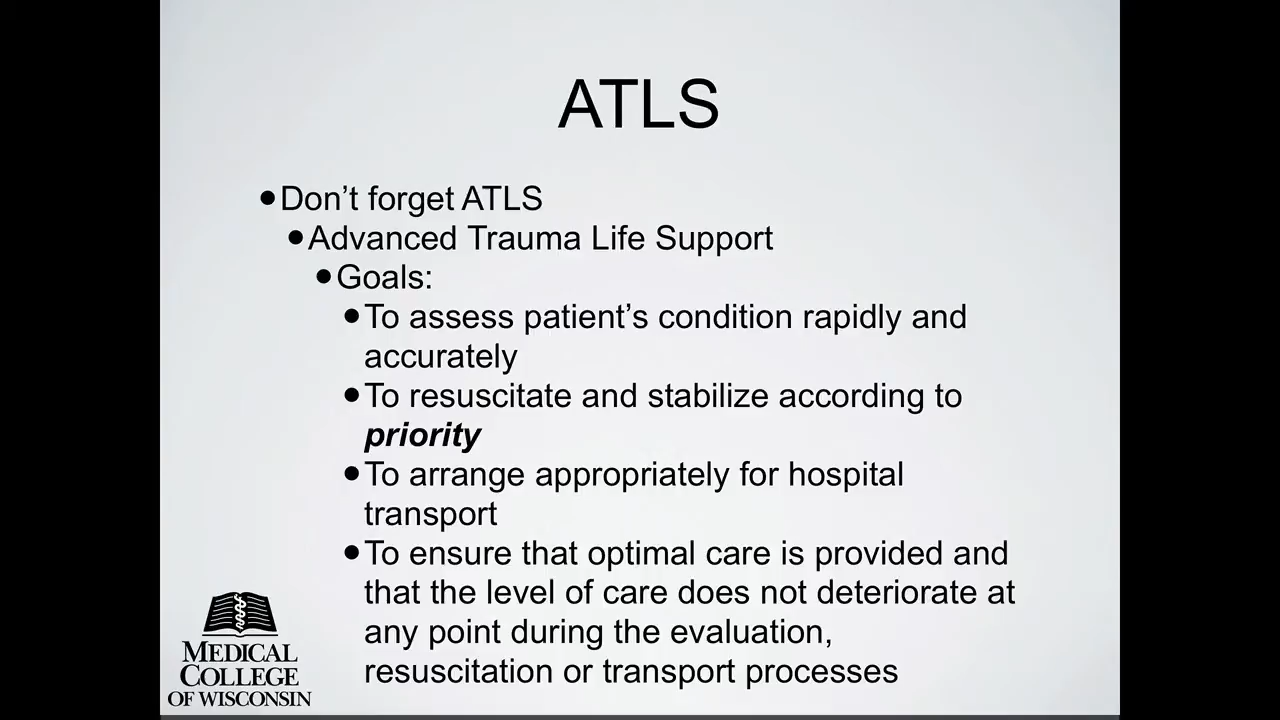 ATLS
•Don’t forget ATLS
•Advanced Trauma Life Support
•Goals:
•To assess patient’s condition rapidly and
accurately
•To resuscitate and stabilize according to
priority
•To arrange appropriately for hospital
transport
•To ensure that optimal care is provided and
that the level of care does not deteriorate at
any point during the evaluation,
resuscitation or transport processes
MEDICAL
COLLEGE
OF WISCONSIN